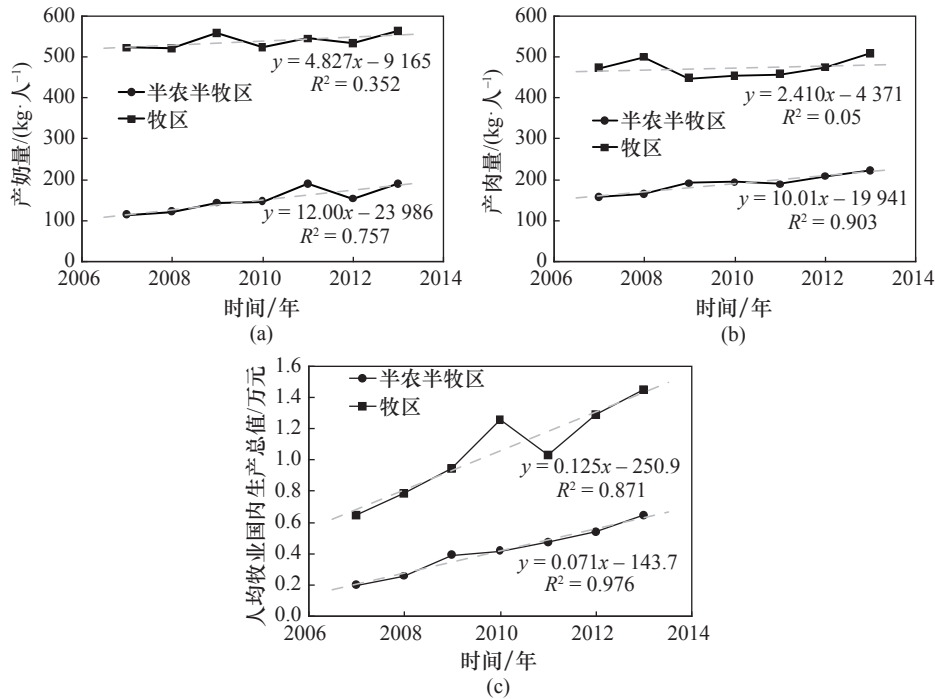 600
500
400
300
200
100
0
产奶量/(kg·人⁻¹)
y = 4.827x – 9 165
R² = 0.352
半农半牧区
牧区
y = 12.00x – 23 986
R² = 0.757
2006 2008 2010 2012 2014
时间/年
(a)
600
500
400
300
200
100
0
产肉量/(kg·人⁻¹)
y = 2.410x – 4 371
R² = 0.05
半农半牧区
牧区
y = 10.01x – 19 941
R² = 0.903
2006 2008 2010 2012 2014
时间/年
(b)
1.6
1.4
1.2
1.0
0.8
0.6
0.4
0.2
0.0
人均牧业国内生产总值/万元
半农半牧区
牧区
y = 0.125x – 250.9
R² = 0.871
y = 0.071x – 143.7
R² = 0.976
2006 2008 2010 2012 2014
时间/年
(c)